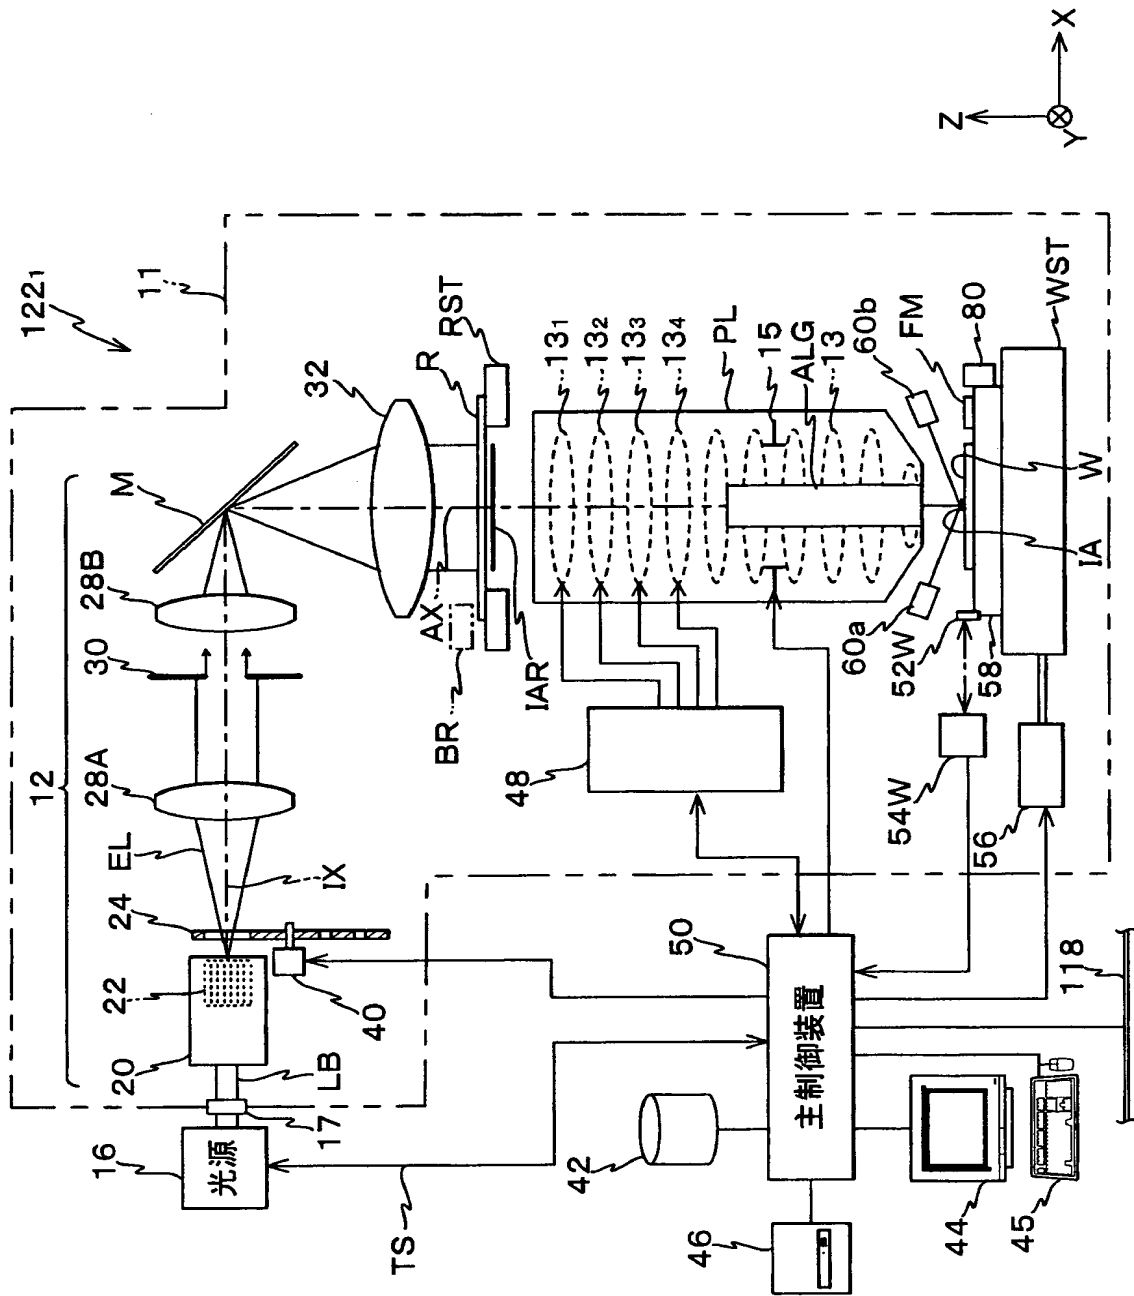 122₁
11
12
M
28B
30
28A
EL
IX
24
22
20
LB
17
16
光源
40
TS
32
R
RST
AX
BR
IAR
13₁
13₂
13₃
13₄
PL
15
ALG
13
48
60b
FM
80
WST
W
IA
60a
52W
58
54W
56
50
主制御装置
118
42
46
44
45
Z
X
Y